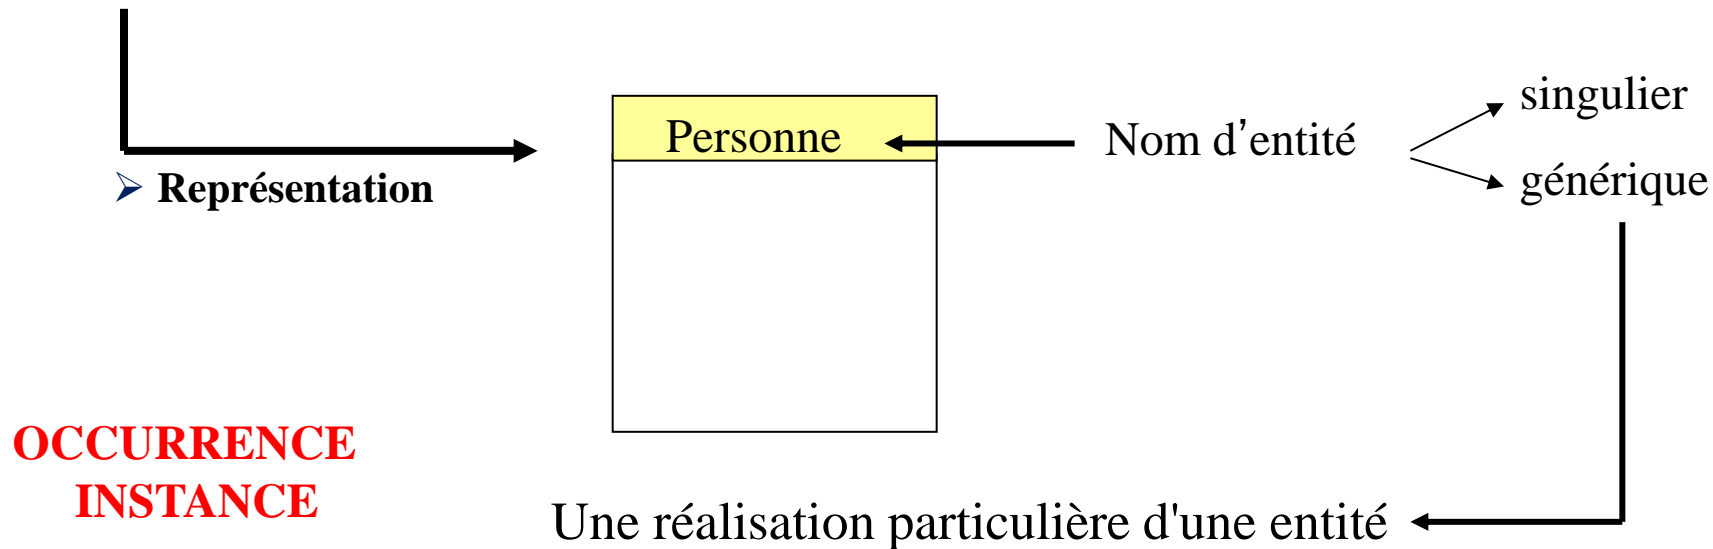 Personne
Nom d’entité
singulier
générique
➢ Représentation
OCCURRENCE
INSTANCE
Une réalisation particulière d'une entité